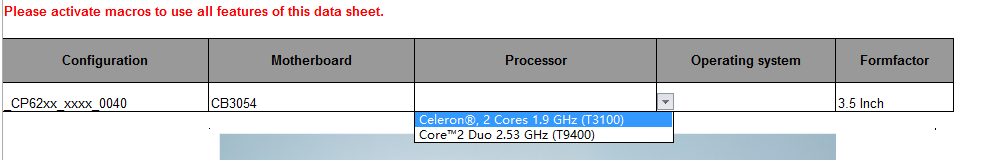 Please activate macros to use all features of this data sheet.
Configuration Motherboard Processor Operating system Formfactor
_CP62xx_xxxx_0040 CB3054 3.5 Inch
Celeron®, 2 Cores 1.9 GHz (T3100)
Core™2 Duo 2.53 GHz (T9400)